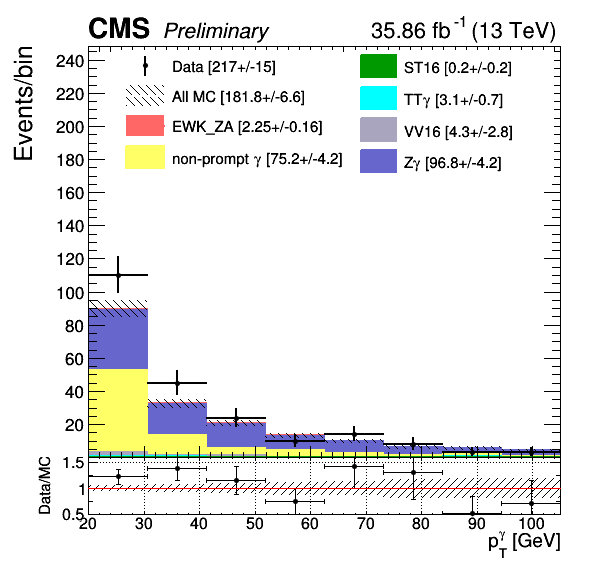 CMS Preliminary 35.86 fb⁻¹ (13 TeV)
Events/bin
240
220
200
180
160
140
120
100
80
60
40
20
Data [217+/-15]
All MC [181.8+/-6.6]
EWK_ZA [2.25+/-0.16]
non-prompt γ [75.2+/-4.2]
ST16 [0.2+/-0.2]
TTγ [3.1+/-0.7]
VV16 [4.3+/-2.8]
Zγ [96.8+/-4.2]
Data/MC
1.5
1
0.5
20 30 40 50 60 70 80 90 100
p_T^γ [GeV]